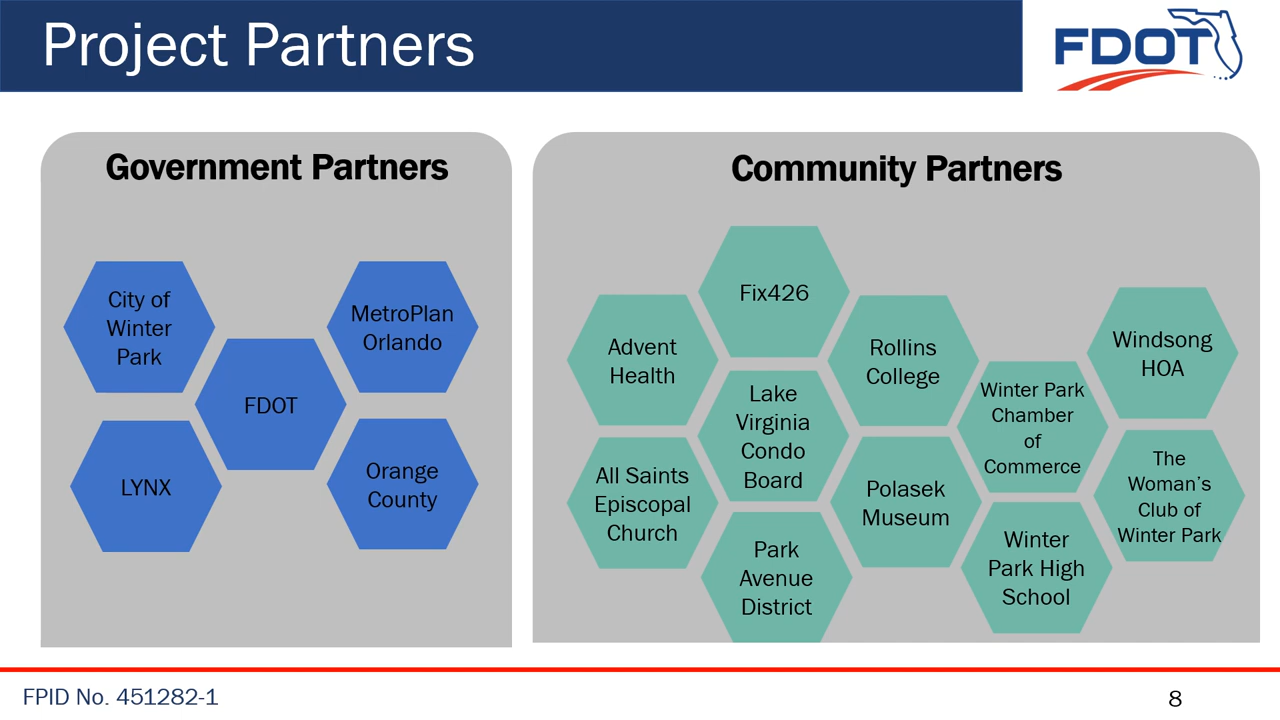 Project Partners
FDOT
Government Partners
City of
Winter
Park
MetroPlan
Orlando
FDOT
LYNX
Orange
County
Community Partners
Fix426
Advent
Health
Rollins
College
Windsong
HOA
Lake
Virginia
Condo
Board
Winter Park
Chamber
of
Commerce
All Saints
Episcopal
Church
Polasek
Museum
The
Woman’s
Club of
Winter Park
Park
Avenue
District
Winter
Park High
School
FPID No. 451282-1
8